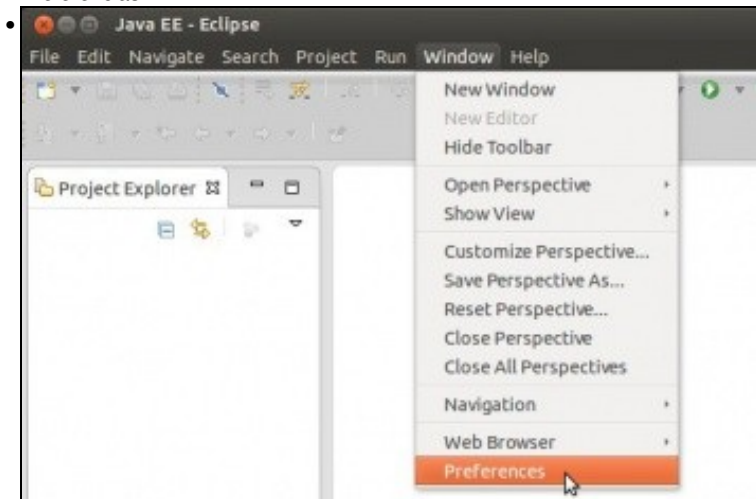 Java EE - Eclipse
File Edit Navigate Search Project Run Window Help
New Window
New Editor
Hide Toolbar
Project Explorer
Open Perspective
Show View
Customize Perspective...
Save Perspective As...
Reset Perspective...
Close Perspective
Close All Perspectives
Navigation
Web Browser
Preferences